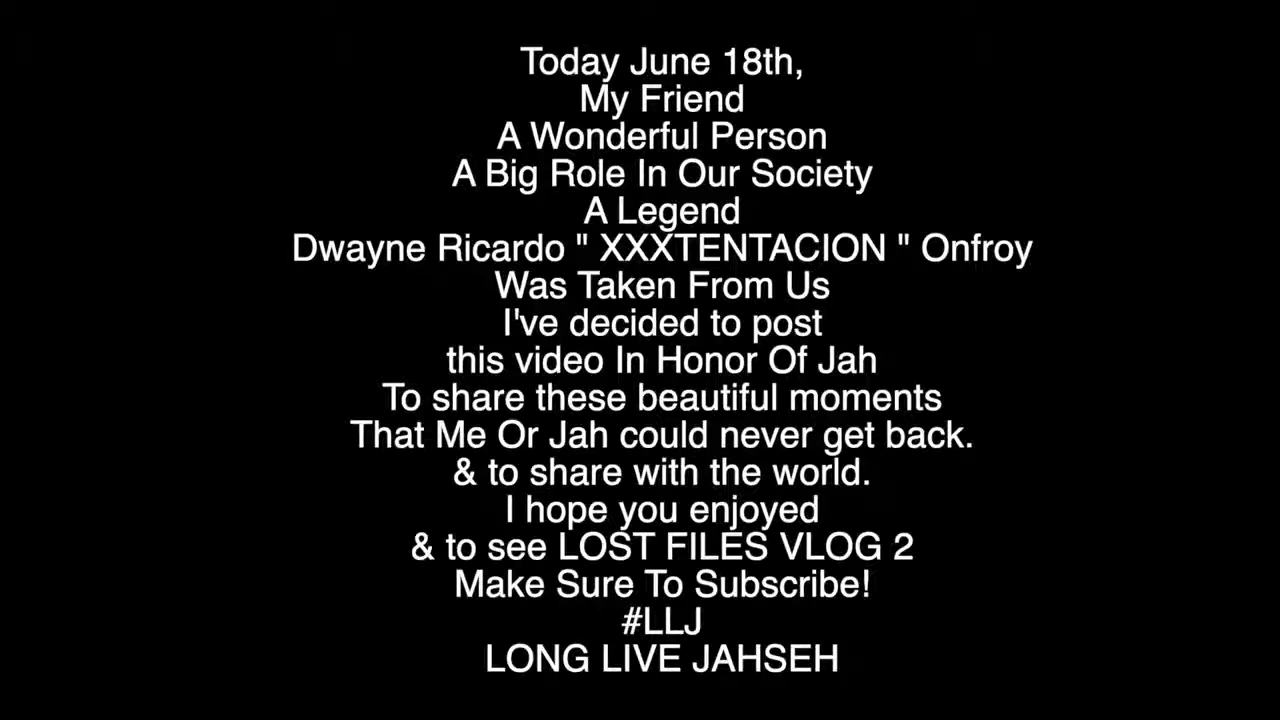 Today June 18th,
My Friend
A Wonderful Person
A Big Role In Our Society
A Legend
Dwayne Ricardo " XXXTENTACION " Onfroy
Was Taken From Us
I've decided to post
this video In Honor Of Jah
To share these beautiful moments
That Me Or Jah could never get back.
& to share with the world.
I hope you enjoyed
& to see LOST FILES VLOG 2
Make Sure To Subscribe!
#LLJ
LONG LIVE JAHSEH